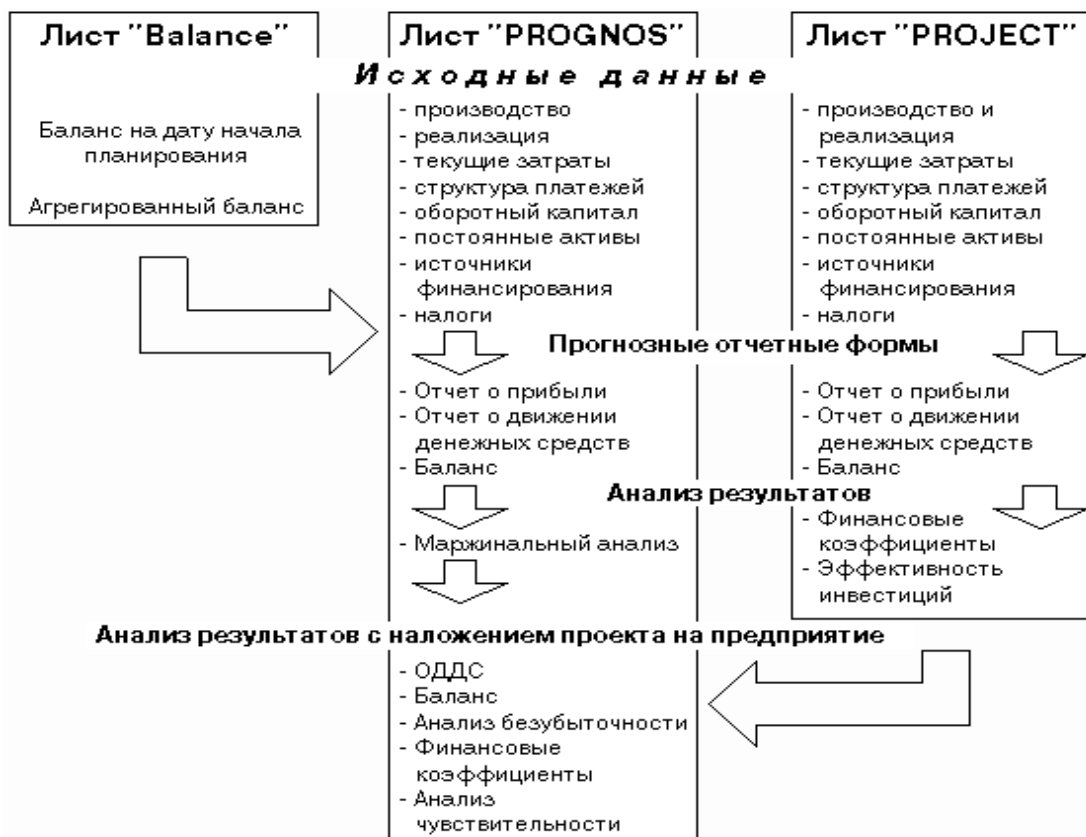 Лист "Balance"
Лист "PROGNOS"
Лист "PROJECT"
Исходные данные
Баланс на дату начала
планирования
Агрегированный баланс
- производство
- реализация
- текущие затраты
- структура платежей
- оборотный капитал
- постоянные активы
- источники
финансирования
- налоги
- производство и
реализация
- текущие затраты
- структура платежей
- оборотный капитал
- постоянные активы
- источники
финансирования
- налоги
Прогнозные отчетные формы
- Отчет о прибыли
- Отчет о движении
денежных средств
- Баланс
- Отчет о прибыли
- Отчет о движении
денежных средств
- Баланс
Анализ результатов
- Маржинальный анализ
- Финансовые
коэффициенты
- Эффективность
инвестиций
Анализ результатов с наложением проекта на предприятие
- ОДДС
- Баланс
- Анализ безубыточности
- Финансовые
коэффициенты
- Анализ
чувствительности